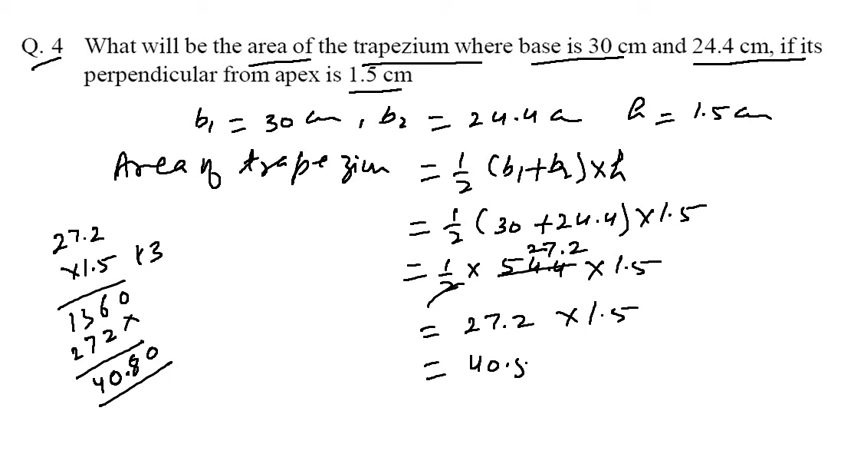 Q. 4 What will be the area of the trapezium where base is 30 cm and 24.4 cm, if its
perpendicular from apex is 1.5 cm
b₁ = 30 cm, b₂ = 24.4 cm h = 1.5 cm
Area of trapezium = 1/2 (b₁+b₂)×h
= 1/2 (30 + 24.4) × 1.5
27.2
= 1/2 × 54.4 × 1.5
= 27.2 × 1.5
= 40.8
27.2
×1.5
1360
272×
40.80